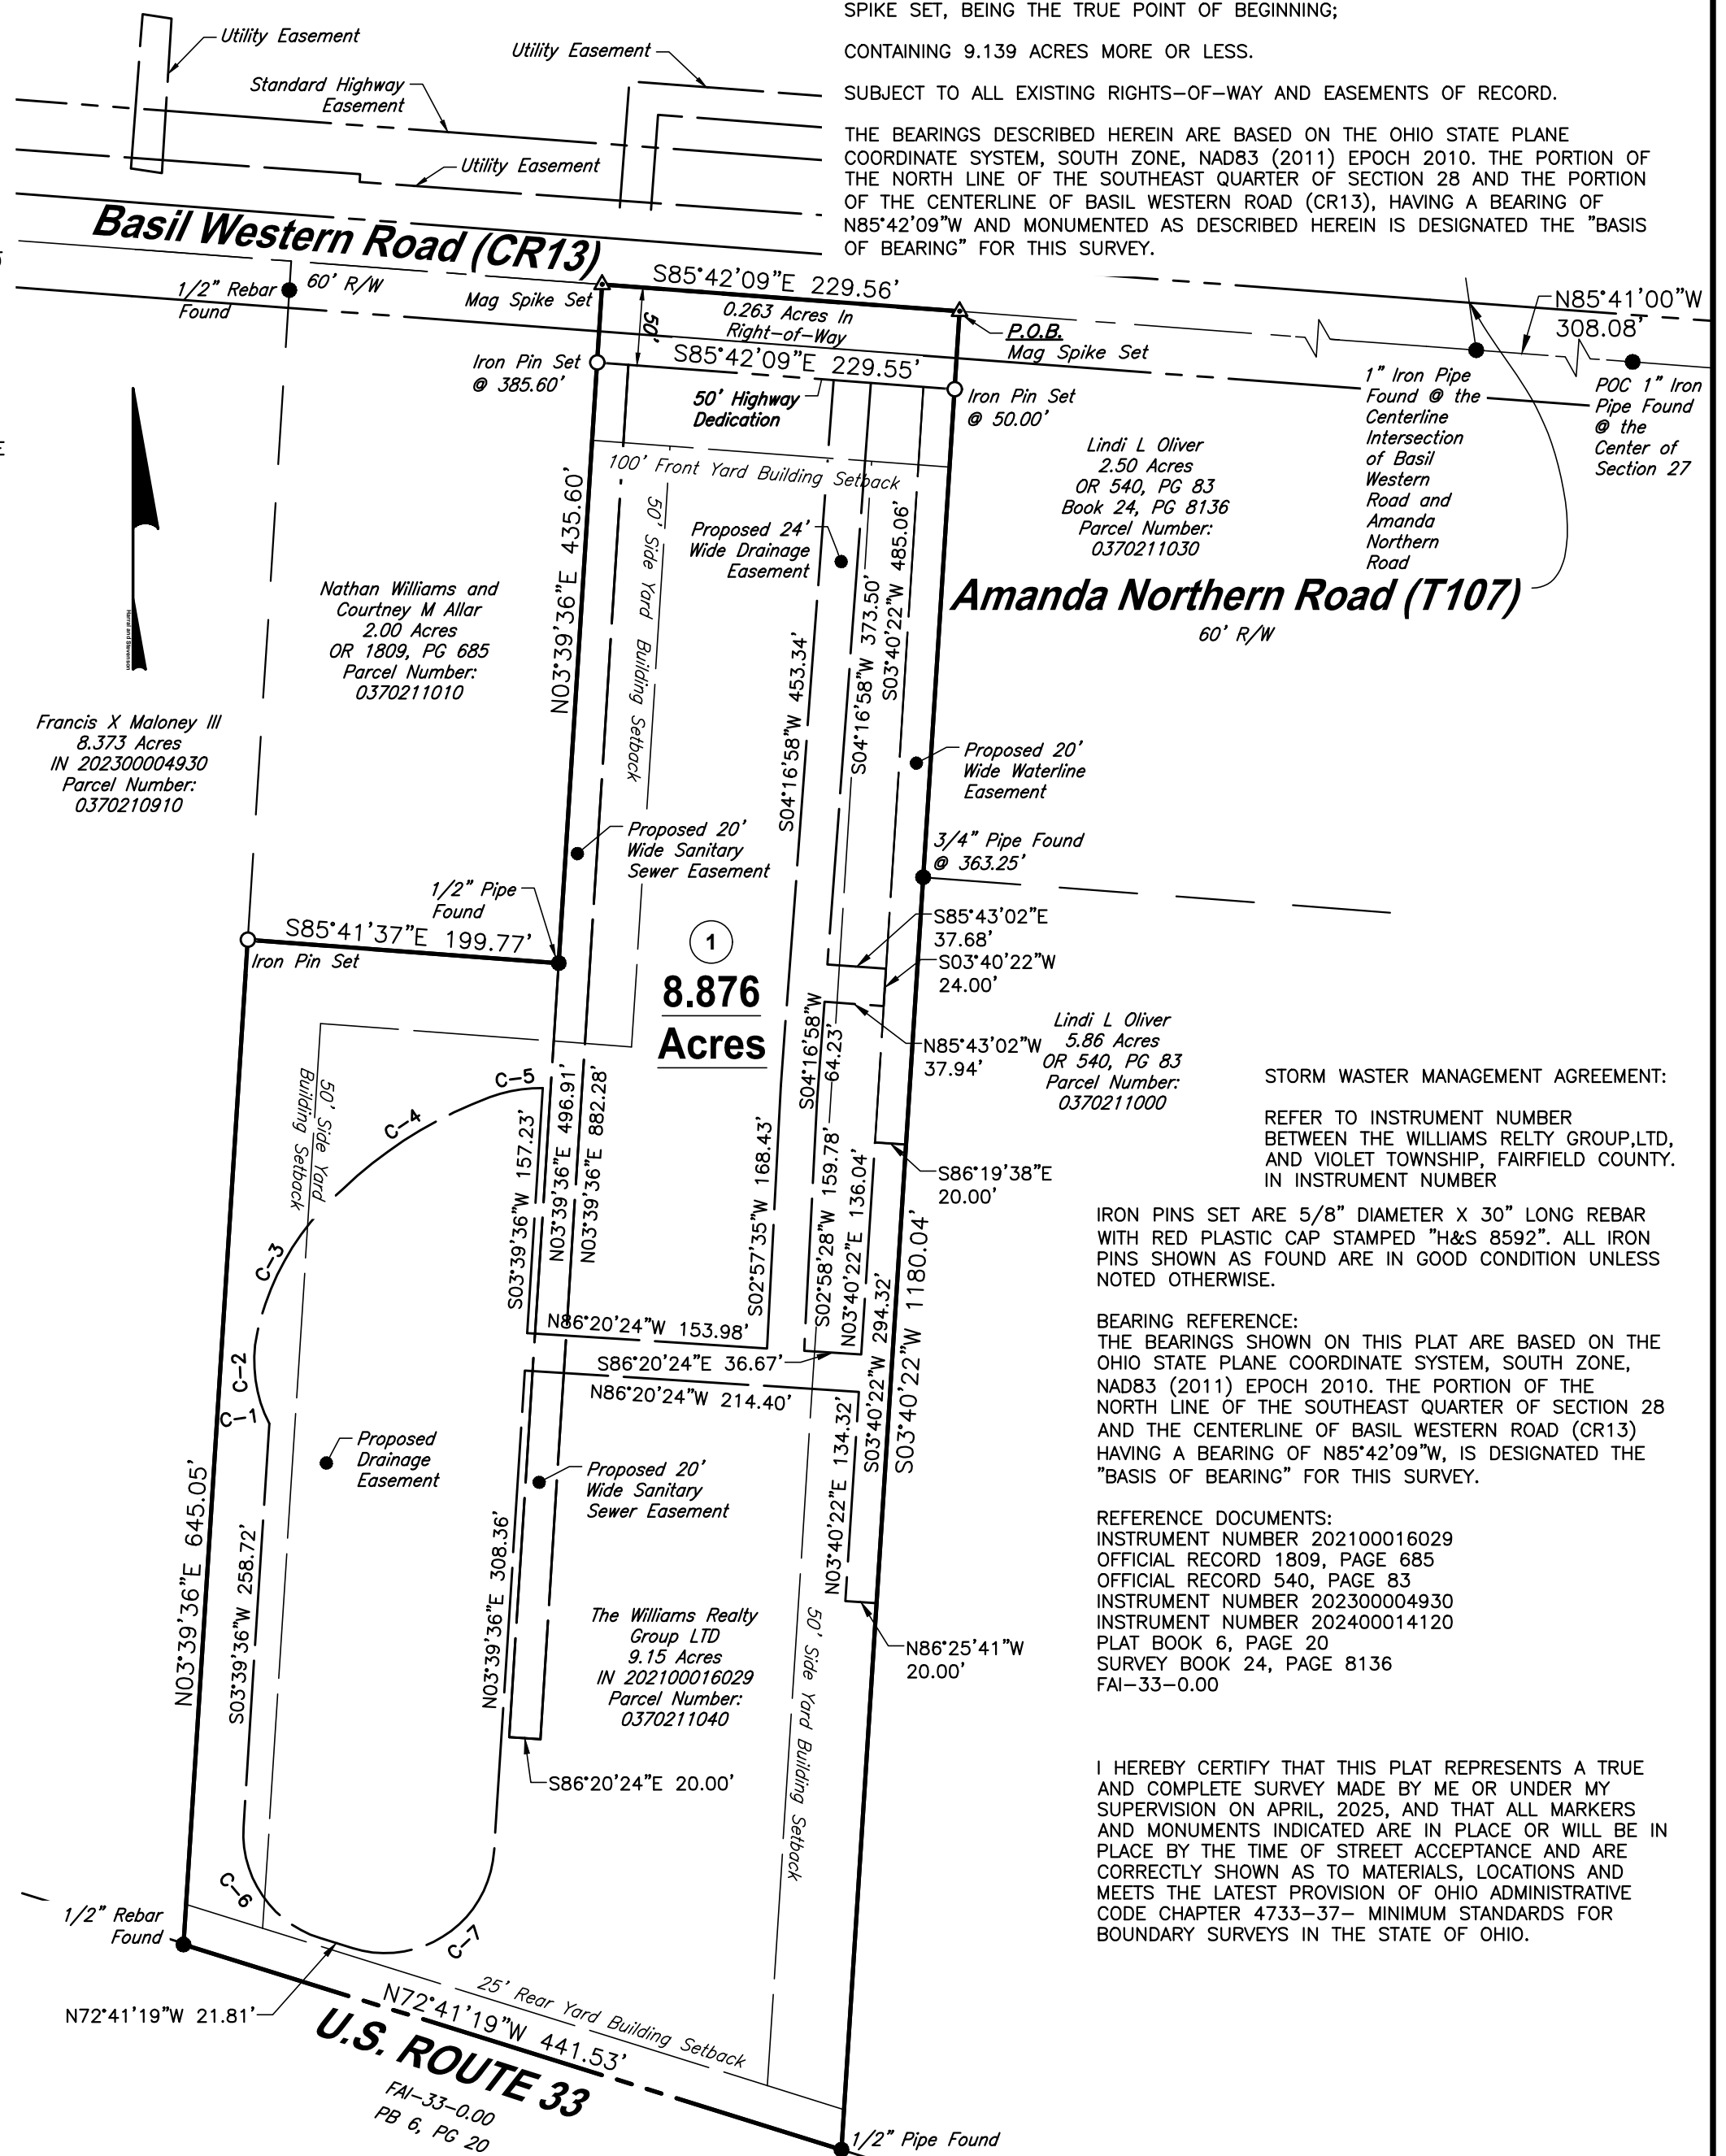 SPIKE SET, BEING THE TRUE POINT OF BEGINNING;
CONTAINING 9.139 ACRES MORE OR LESS.
SUBJECT TO ALL EXISTING RIGHTS-OF-WAY AND EASEMENTS OF RECORD.
THE BEARINGS DESCRIBED HEREIN ARE BASED ON THE OHIO STATE PLANE
COORDINATE SYSTEM, SOUTH ZONE, NAD83 (2011) EPOCH 2010. THE PORTION OF
THE NORTH LINE OF THE SOUTHEAST QUARTER OF SECTION 28 AND THE PORTION
OF THE CENTERLINE OF BASIL WESTERN ROAD (CR13), HAVING A BEARING OF
N85°42'09"W AND MONUMENTED AS DESCRIBED HEREIN IS DESIGNATED THE "BASIS
OF BEARING" FOR THIS SURVEY.
Utility Easement
Utility Easement
Standard Highway
Easement
Utility Easement
Basil Western Road (CR13)
60' R/W
1/2" Rebar
Found
Mag Spike Set
S85°42'09"E 229.56'
0.263 Acres In
Right-of-Way
50'
P.O.B.
Mag Spike Set
N85°41'00"W
308.08'
Iron Pin Set
@ 385.60'
S85°42'09"E 229.55'
50' Highway
Dedication
Iron Pin Set
@ 50.00'
1" Iron Pipe
Found @ the
Centerline
Intersection
of Basil
Western
Road and
Amanda
Northern
Road
POC 1" Iron
Pipe Found
@ the
Center of
Section 27
Lindi L Oliver
2.50 Acres
OR 540, PG 83
Book 24, PG 8136
Parcel Number:
0370211030
100' Front Yard Building Setback
50' Side Yard Building Setback
N03°39'36"E 435.60'
Proposed 24'
Wide Drainage
Easement
S04°16'58"W 453.34'
S04°16'58"W 373.50'
S03°40'22"W 485.06'
Amanda Northern Road (T107)
60' R/W
Nathan Williams and
Courtney M Allar
2.00 Acres
OR 1809, PG 685
Parcel Number:
0370211010
Harral and Stevenson
Francis X Maloney III
8.373 Acres
IN 202300004930
Parcel Number:
0370210910
Proposed 20'
Wide Waterline
Easement
Proposed 20'
Wide Sanitary
Sewer Easement
3/4" Pipe Found
@ 363.25'
1/2" Pipe
Found
S85°41'37"E 199.77'
Iron Pin Set
1
8.876
Acres
S85°43'02"E
37.68'
S03°40'22"W
24.00'
N85°43'02"W
37.94'
Lindi L Oliver
5.86 Acres
OR 540, PG 83
Parcel Number:
0370211000
S04°16'58"W
64.23'
50' Side Yard
Building Setback
C-5
C-4
C-3
C-2
C-1
S03°39'36"W 157.23'
N03°39'36"E 496.91'
N03°39'36"E 882.28'
S02°57'35"W 168.43'
S02°58'28"W 159.78'
N03°40'22"E 136.04'
S86°19'38"E
20.00'
S03°40'22"W 294.32'
S03°40'22"W 1180.04'
N86°20'24"W 153.98'
S86°20'24"E 36.67'
N86°20'24"W 214.40'
N03°40'22"E 134.32'
Proposed
Drainage
Easement
Proposed 20'
Wide Sanitary
Sewer Easement
N03°39'36"E 645.05'
S03°39'36"W 258.72'
N03°39'36"E 308.36'
The Williams Realty
Group LTD
9.15 Acres
IN 202100016029
Parcel Number:
0370211040
N86°25'41"W
20.00'
50' Side Yard Building Setback
S86°20'24"E 20.00'
C-6
C-7
1/2" Rebar
Found
N72°41'19"W 21.81'
25' Rear Yard Building Setback
N72°41'19"W 441.53'
U.S. ROUTE 33
FAI-33-0.00
PB 6, PG 20
1/2" Pipe Found
STORM WASTER MANAGEMENT AGREEMENT:
REFER TO INSTRUMENT NUMBER
BETWEEN THE WILLIAMS RELTY GROUP,LTD,
AND VIOLET TOWNSHIP, FAIRFIELD COUNTY.
IN INSTRUMENT NUMBER
IRON PINS SET ARE 5/8" DIAMETER X 30" LONG REBAR
WITH RED PLASTIC CAP STAMPED "H&S 8592". ALL IRON
PINS SHOWN AS FOUND ARE IN GOOD CONDITION UNLESS
NOTED OTHERWISE.
BEARING REFERENCE:
THE BEARINGS SHOWN ON THIS PLAT ARE BASED ON THE
OHIO STATE PLANE COORDINATE SYSTEM, SOUTH ZONE,
NAD83 (2011) EPOCH 2010. THE PORTION OF THE
NORTH LINE OF THE SOUTHEAST QUARTER OF SECTION 28
AND THE CENTERLINE OF BASIL WESTERN ROAD (CR13)
HAVING A BEARING OF N85°42'09"W, IS DESIGNATED THE
"BASIS OF BEARING" FOR THIS SURVEY.
REFERENCE DOCUMENTS:
INSTRUMENT NUMBER 202100016029
OFFICIAL RECORD 1809, PAGE 685
OFFICIAL RECORD 540, PAGE 83
INSTRUMENT NUMBER 202300004930
INSTRUMENT NUMBER 202400014120
PLAT BOOK 6, PAGE 20
SURVEY BOOK 24, PAGE 8136
FAI-33-0.00
I HEREBY CERTIFY THAT THIS PLAT REPRESENTS A TRUE
AND COMPLETE SURVEY MADE BY ME OR UNDER MY
SUPERVISION ON APRIL, 2025, AND THAT ALL MARKERS
AND MONUMENTS INDICATED ARE IN PLACE OR WILL BE IN
PLACE BY THE TIME OF STREET ACCEPTANCE AND ARE
CORRECTLY SHOWN AS TO MATERIALS, LOCATIONS AND
MEETS THE LATEST PROVISION OF OHIO ADMINISTRATIVE
CODE CHAPTER 4733-37- MINIMUM STANDARDS FOR
BOUNDARY SURVEYS IN THE STATE OF OHIO.